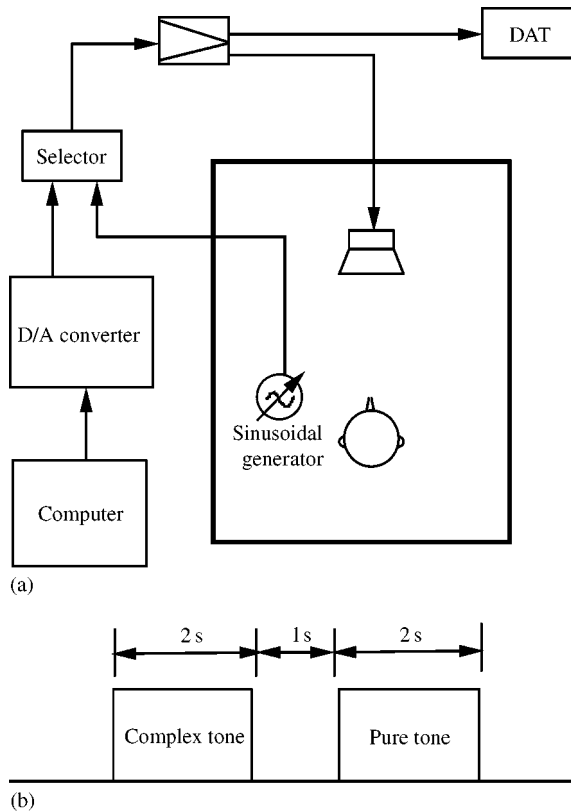 DAT
Selector
D/A converter
Sinusoidal
generator
Computer
(a)
2 s
1 s
2 s
Complex tone
Pure tone
(b)